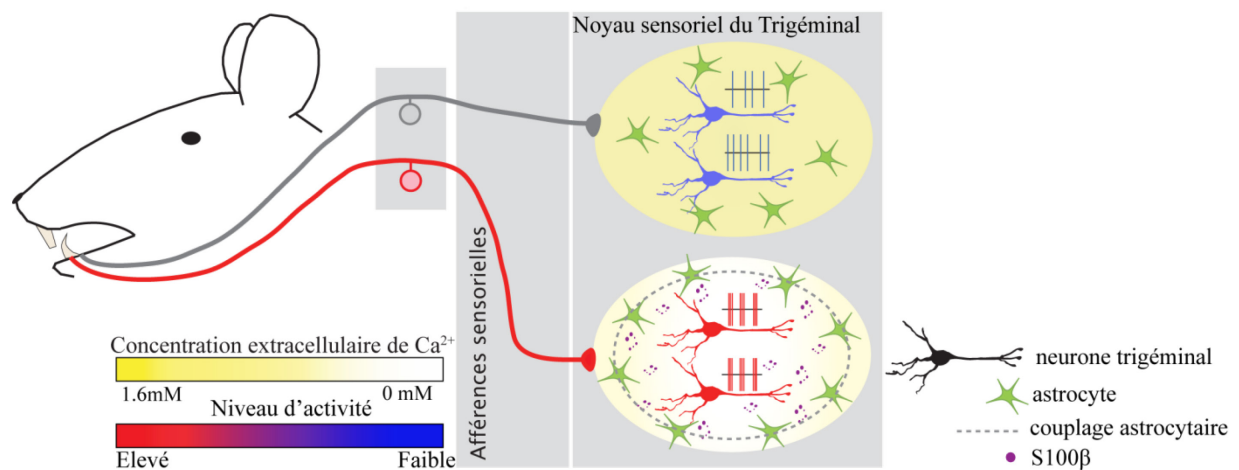 Noyau sensoriel du Trigéminal
Afférences sensorielles
Concentration extracellulaire de Ca²⁺
1.6mM 0 mM
Niveau d’activité
Elevé Faible
neurone trigéminal
astrocyte
couplage astrocytaire
S100β